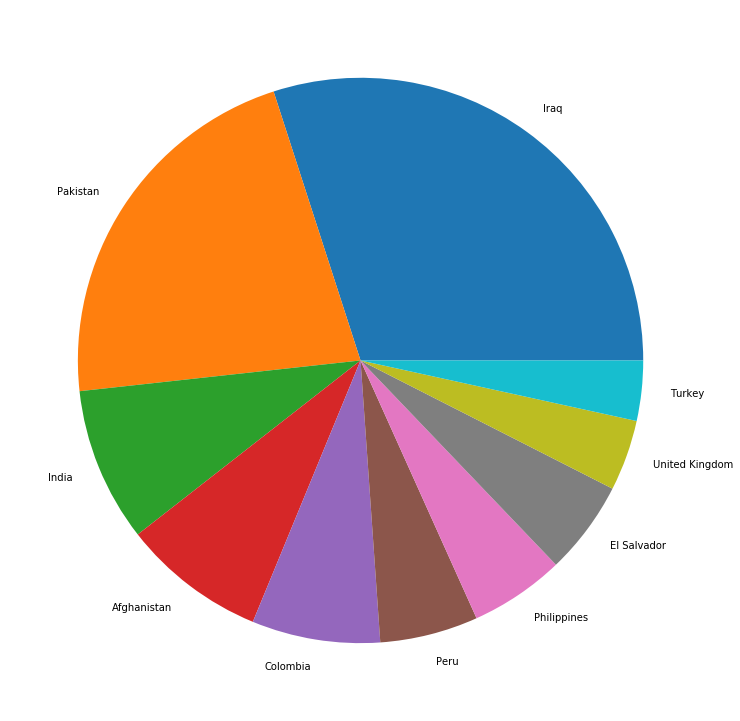 Iraq
Pakistan
India
Afghanistan
Colombia
Peru
Philippines
El Salvador
United Kingdom
Turkey